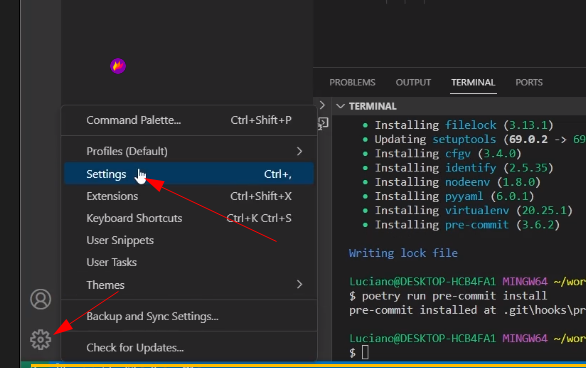 Command Palette... Ctrl+Shift+P
Profiles (Default)
Settings Ctrl+,
Extensions Ctrl+Shift+X
Keyboard Shortcuts Ctrl+K Ctrl+S
User Snippets
User Tasks
Themes
Backup and Sync Settings...
Check for Updates...
PROBLEMS OUTPUT TERMINAL PORTS
TERMINAL
• Installing filelock (3.13.1)
• Updating setuptools (69.0.2 -> 69
• Installing cfgv (3.4.0)
• Installing identify (2.5.35)
• Installing nodeenv (1.8.0)
• Installing pyyaml (6.0.1)
• Installing virtualenv (20.25.1)
• Installing pre-commit (3.6.2)
Writing lock file
Luciano@DESKTOP-HCB4FA1 MINGW64 ~/wor
$ poetry run pre-commit install
pre-commit installed at .git\hooks\pr
Luciano@DESKTOP-HCB4FA1 MINGW64 ~/wor
$